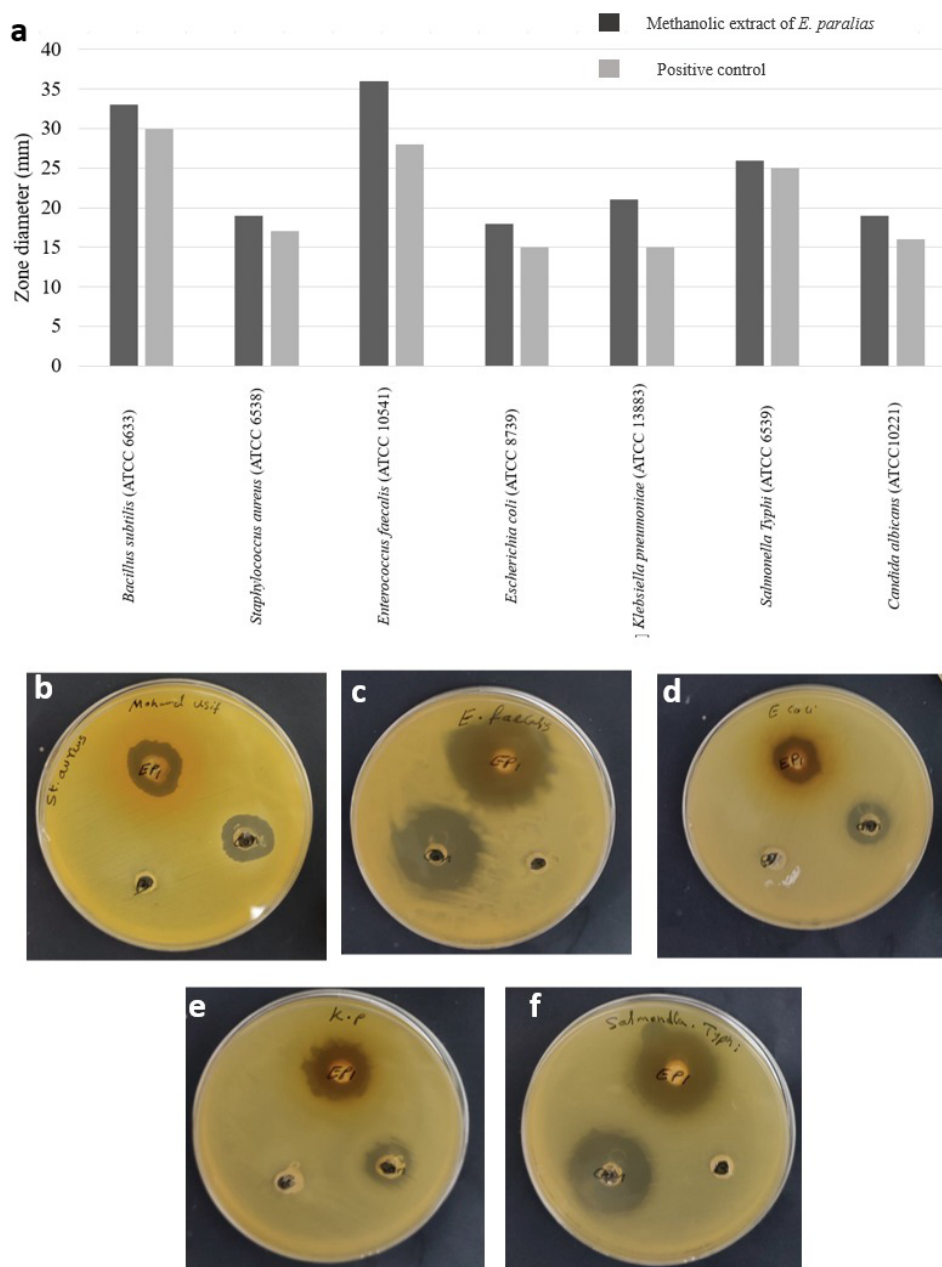 a
Methanolic extract of E. paralias
Positive control
40
35
30
25
20
15
10
5
0
Zone diameter (mm)
Bacillus subtilis (ATCC 6633)
Staphylococcus aureus (ATCC 6538)
Enterococcus faecalis (ATCC 10541)
Escherichia coli (ATCC 8739)
] Klebsiella pneumoniae (ATCC 13883)
Salmonella Typhi (ATCC 6539)
Candida albicans (ATCC10221)
b
St. aureus
EP1
c
E. faecalis
EP1
d
E coli
EP1
e
K.P
EP1
f
Salmonella. Typhi
EP1